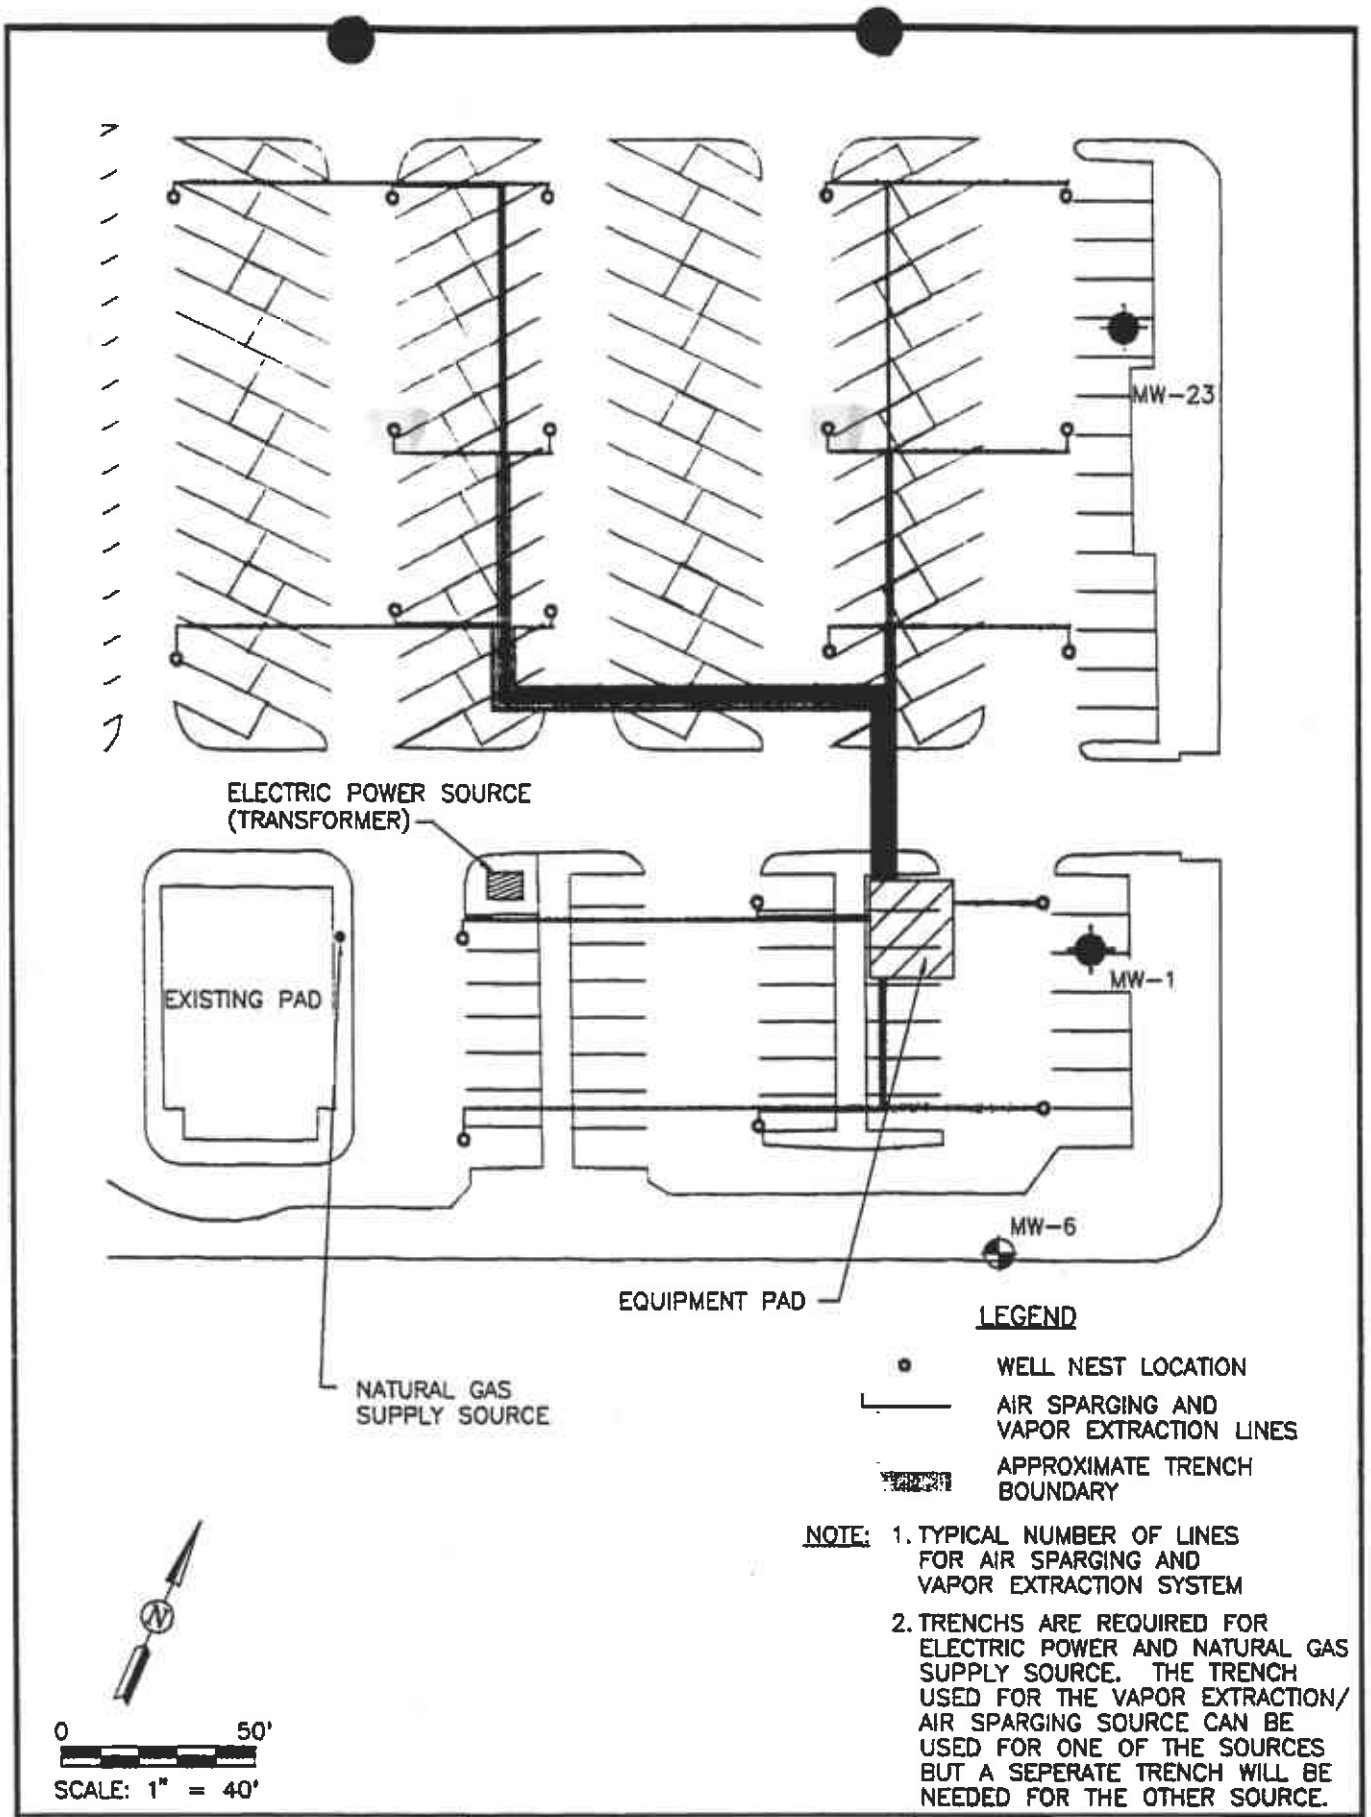 MW-23
ELECTRIC POWER SOURCE
(TRANSFORMER)
EXISTING PAD
MW-1
MW-6
EQUIPMENT PAD
NATURAL GAS
SUPPLY SOURCE
LEGEND
WELL NEST LOCATION
AIR SPARGING AND
VAPOR EXTRACTION LINES
APPROXIMATE TRENCH
BOUNDARY
NOTE: 1. TYPICAL NUMBER OF LINES
FOR AIR SPARGING AND
VAPOR EXTRACTION SYSTEM
2. TRENCHS ARE REQUIRED FOR
ELECTRIC POWER AND NATURAL GAS
SUPPLY SOURCE. THE TRENCH
USED FOR THE VAPOR EXTRACTION/
AIR SPARGING SOURCE CAN BE
USED FOR ONE OF THE SOURCES
BUT A SEPERATE TRENCH WILL BE
NEEDED FOR THE OTHER SOURCE.
N
0 50'
SCALE: 1" = 40'